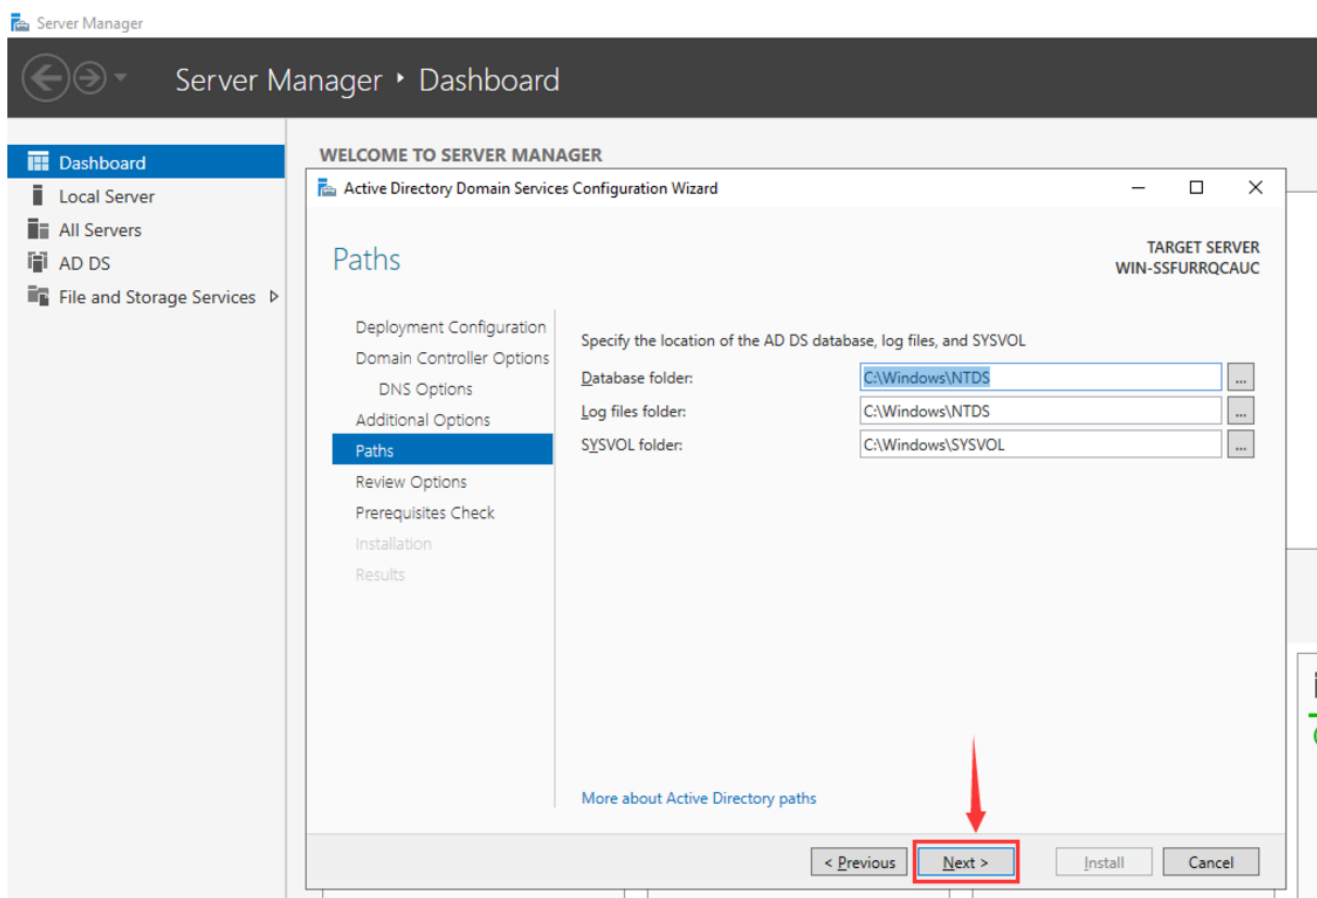 Server Manager
Server Manager ‣ Dashboard
Dashboard
Local Server
All Servers
AD DS
File and Storage Services
WELCOME TO SERVER MANAGER
Active Directory Domain Services Configuration Wizard
Paths
TARGET SERVER
WIN-SSFURRQCAUC
Deployment Configuration
Domain Controller Options
DNS Options
Additional Options
Paths
Review Options
Prerequisites Check
Installation
Results
Specify the location of the AD DS database, log files, and SYSVOL
Database folder: C:\Windows\NTDS ...
Log files folder: C:\Windows\NTDS ...
SYSVOL folder: C:\Windows\SYSVOL ...
More about Active Directory paths
< Previous Next > Install Cancel